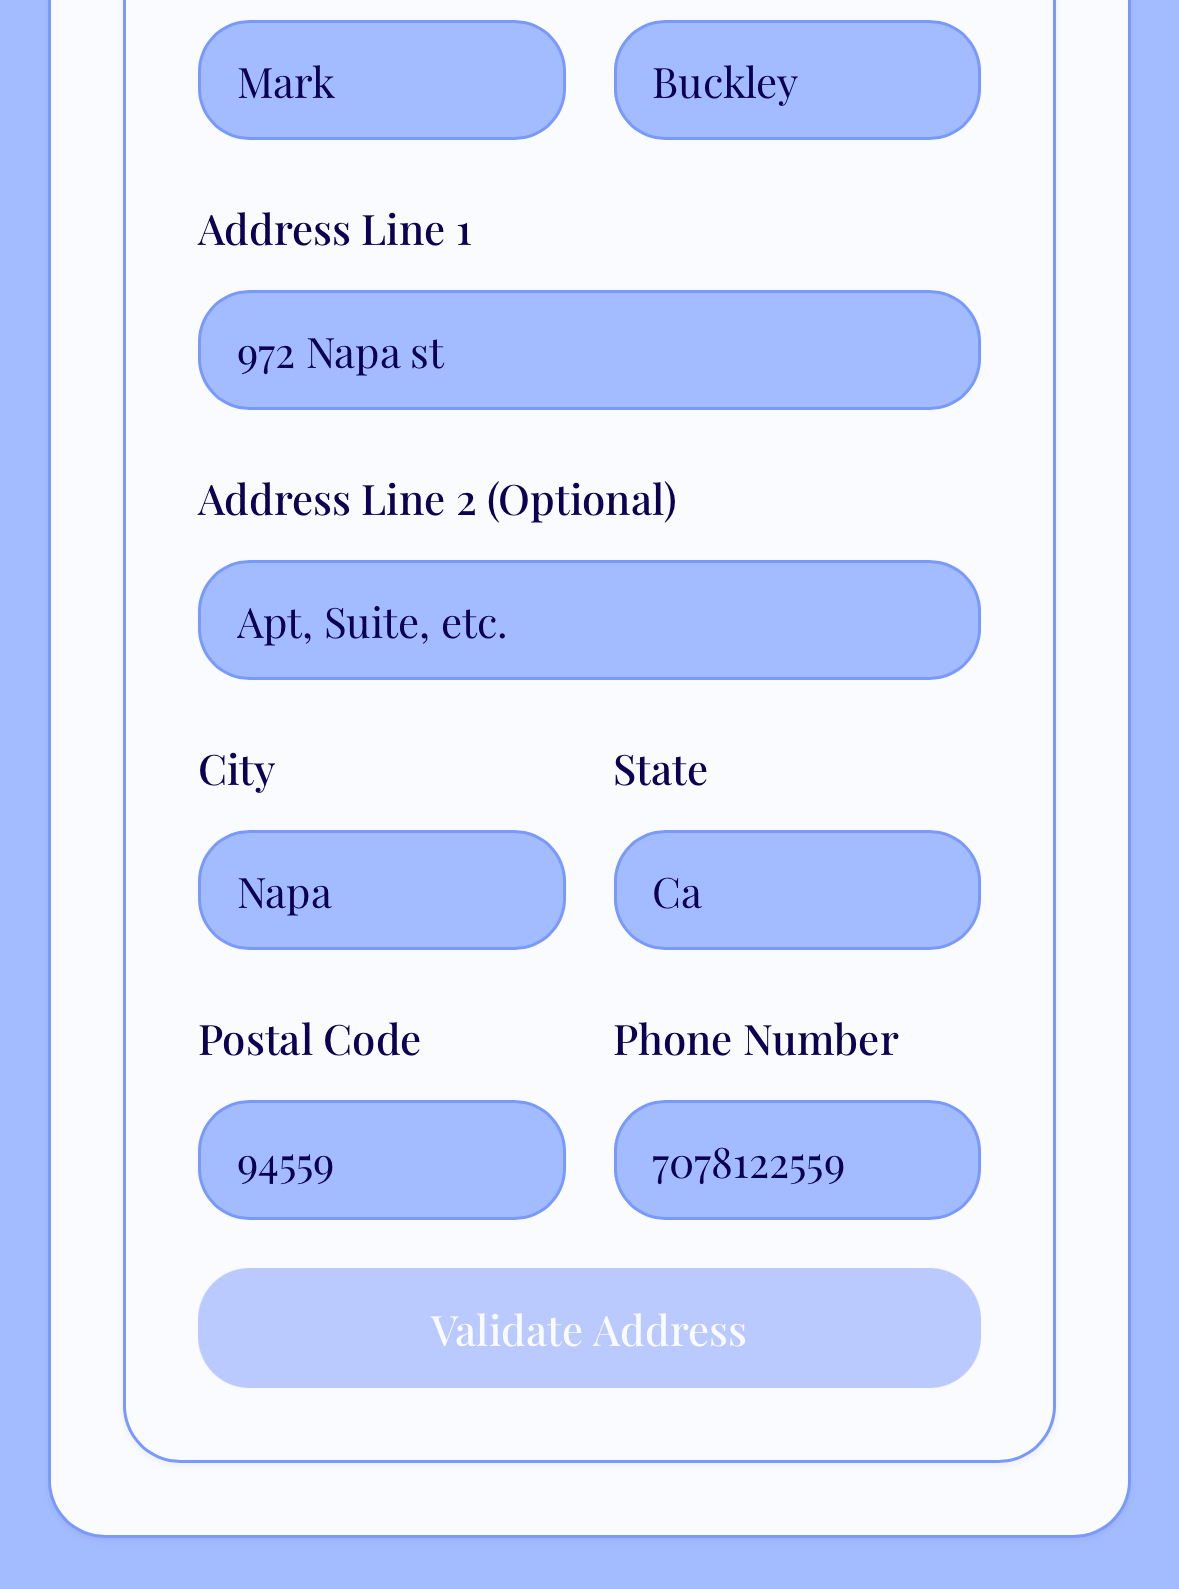 Mark
Buckley
Address Line 1
972 Napa st
Address Line 2 (Optional)
Apt, Suite, etc.
City
State
Napa
Ca
Postal Code
Phone Number
94559
7078122559
Validate Address